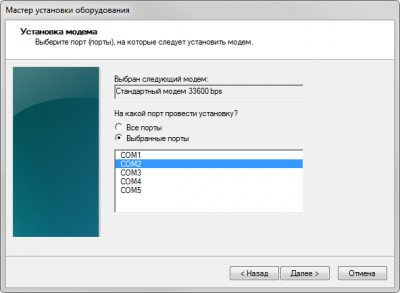 Мастер установки оборудования
Установка модема
Выберите порт (порты), на которые следует установить модем.
Выбран следующий модем:
Стандартный модем 33600 bps
На какой порт провести установку?
Все порты
Выбранные порты
COM1
COM2
COM3
COM4
COM5
< Назад
Далее >
Отмена